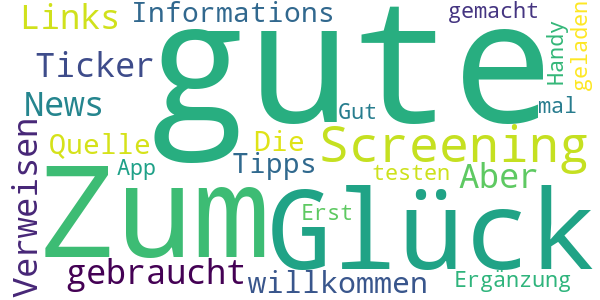 Links
Informations
gemacht
geladen
Ticker
gute
Handy
News
Gut
mal
Verweisen
Quelle
Die
Screening
App
Tipps
testen
Aber
Zum
Glück
Erst
gebraucht
willkommen
Ergänzung